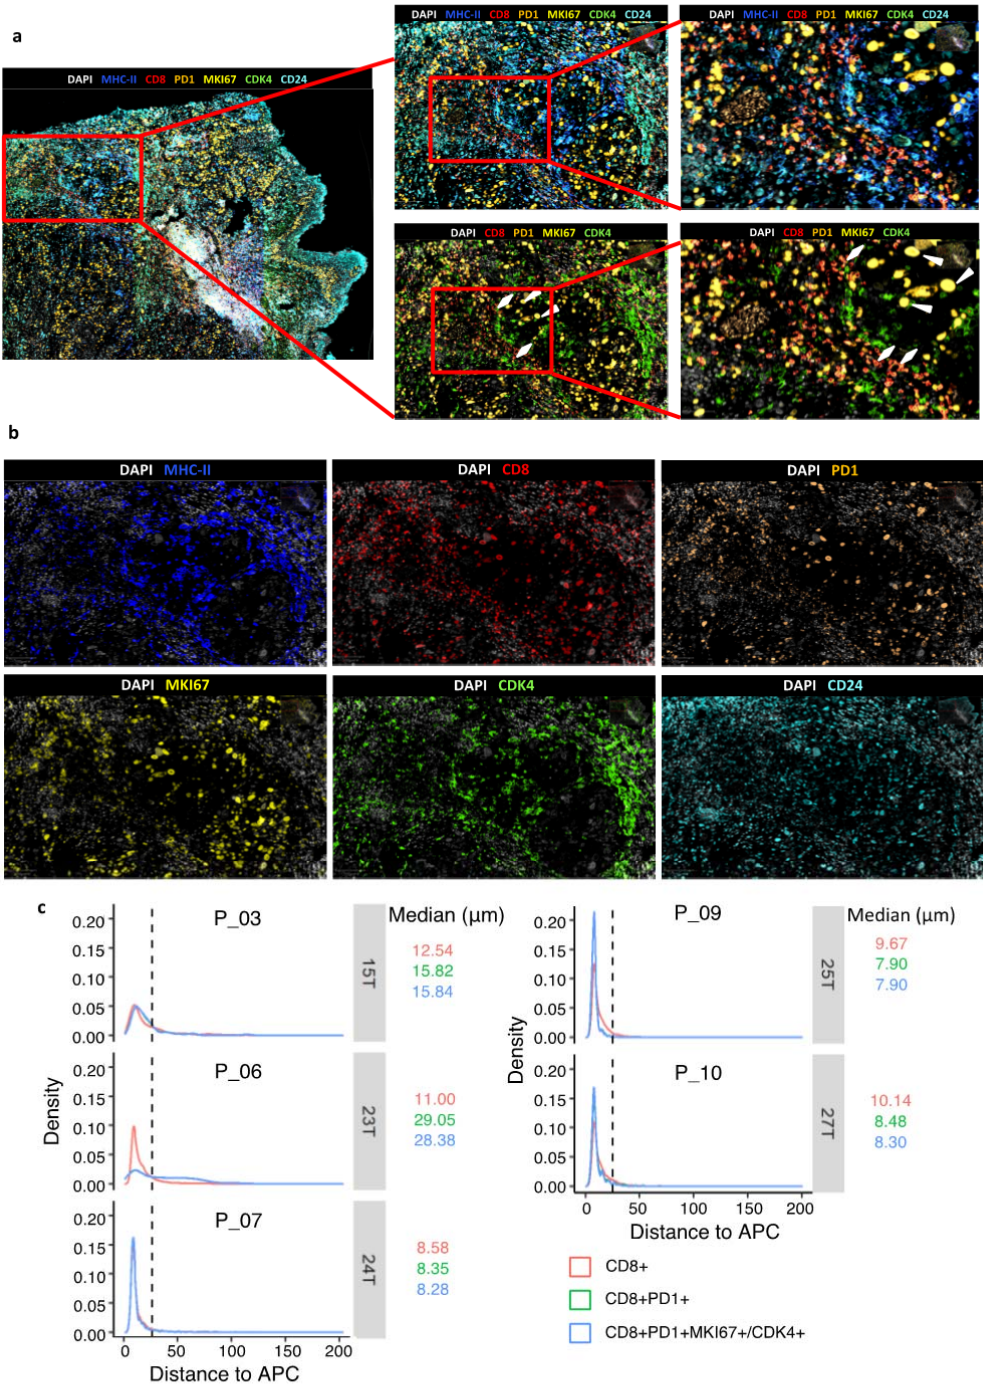 a
DAPI MHC-II CD8 PD1 MKI67 CDK4 CD24
DAPI MHC-II CD8 PD1 MKI67 CDK4 CD24
DAPI MHC-II CD8 PD1 MKI67 CDK4 CD24
DAPI CD8 PD1 MKI67 CDK4
DAPI CD8 PD1 MKI67 CDK4
b
DAPI MHC-II
DAPI CD8
DAPI PD1
DAPI MKI67
DAPI CDK4
DAPI CD24
c
P_03
0.20
0.15
0.10
0.05
0.00
15T
Median (µm)
12.54
15.82
15.84
P_06
0.20
0.15
0.10
0.05
0.00
23T
11.00
29.05
28.38
P_07
0.20
0.15
0.10
0.05
0.00
24T
8.58
8.35
8.28
Density
0 50 100 150 200
Distance to APC
P_09
0.20
0.15
0.10
0.05
0.00
25T
Median (µm)
9.67
7.90
7.90
P_10
0.20
0.15
0.10
0.05
0.00
27T
10.14
8.48
8.30
Density
0 50 100 150 200
Distance to APC
CD8+
CD8+PD1+
CD8+PD1+MKI67+/CDK4+